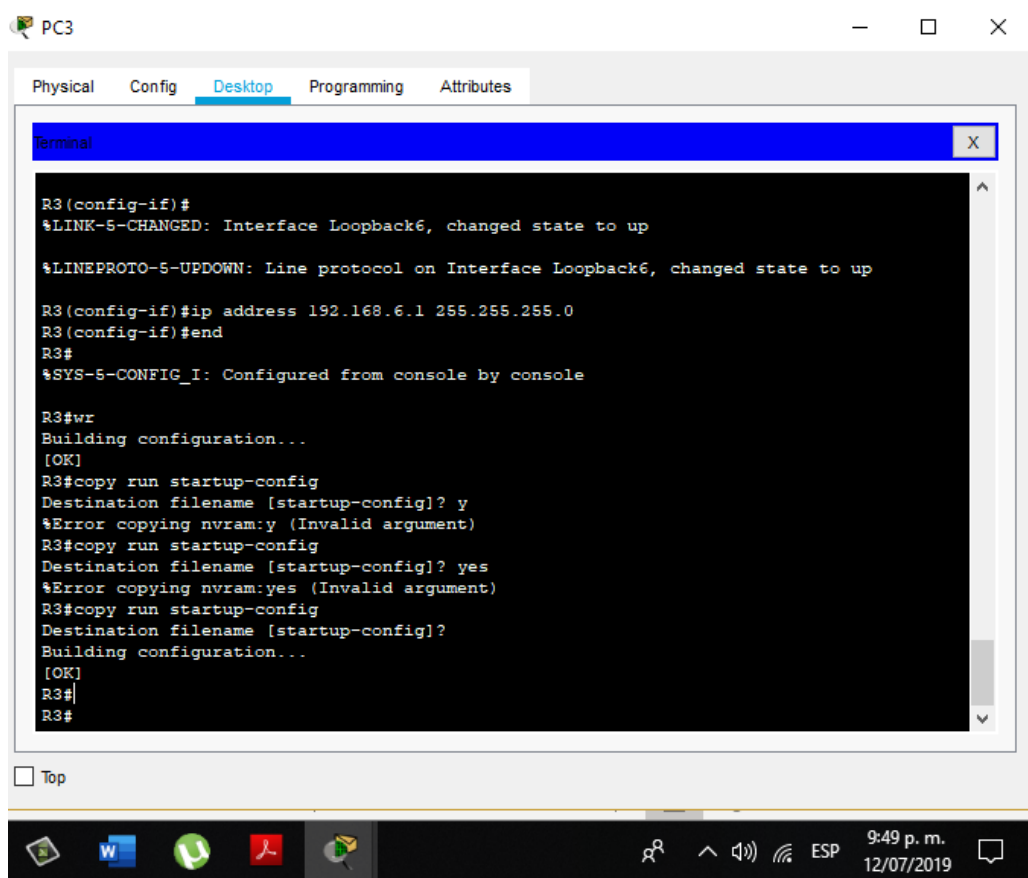 PC3
Physical Config Desktop Programming Attributes
Terminal
X
R3(config-if)#
%LINK-5-CHANGED: Interface Loopback6, changed state to up
%LINEPROTO-5-UPDOWN: Line protocol on Interface Loopback6, changed state to up
R3(config-if)#ip address 192.168.6.1 255.255.255.0
R3(config-if)#end
R3#
%SYS-5-CONFIG_I: Configured from console by console
R3#wr
Building configuration...
[OK]
R3#copy run startup-config
Destination filename [startup-config]? y
%Error copying nvram:y (Invalid argument)
R3#copy run startup-config
Destination filename [startup-config]? yes
%Error copying nvram:yes (Invalid argument)
R3#copy run startup-config
Destination filename [startup-config]?
Building configuration...
[OK]
R3#
R3#
Top
W
ESP
9:49 p. m.
12/07/2019